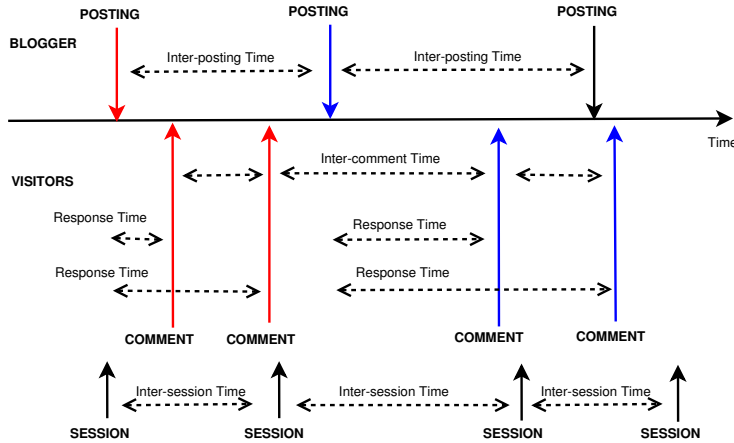 POSTING POSTING POSTING
BLOGGER
Inter-posting Time Inter-posting Time
Time
Inter-comment Time
VISITORS
Response Time Response Time
Response Time Response Time
COMMENT COMMENT COMMENT COMMENT
Inter-session Time Inter-session Time Inter-session Time
SESSION SESSION SESSION SESSION